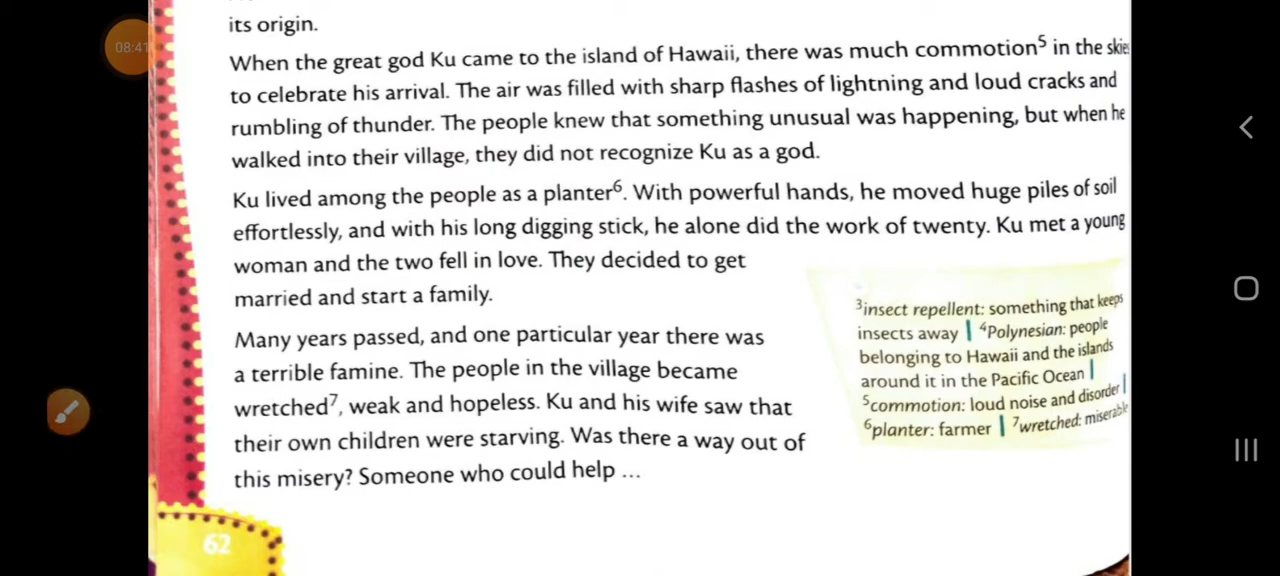 its origin.
When the great god Ku came to the island of Hawaii, there was much commotion⁵ in the skies
to celebrate his arrival. The air was filled with sharp flashes of lightning and loud cracks and
rumbling of thunder. The people knew that something unusual was happening, but when he
walked into their village, they did not recognize Ku as a god.
Ku lived among the people as a planter⁶. With powerful hands, he moved huge piles of soil
effortlessly, and with his long digging stick, he alone did the work of twenty. Ku met a young
woman and the two fell in love. They decided to get
married and start a family.
Many years passed, and one particular year there was
a terrible famine. The people in the village became
wretched⁷, weak and hopeless. Ku and his wife saw that
their own children were starving. Was there a way out of
this misery? Someone who could help ...
³insect repellent: something that keeps
insects away | ⁴Polynesian: people
belonging to Hawaii and the islands
around it in the Pacific Ocean |
⁵commotion: loud noise and disorder |
⁶planter: farmer | ⁷wretched: miserable
62
08:41